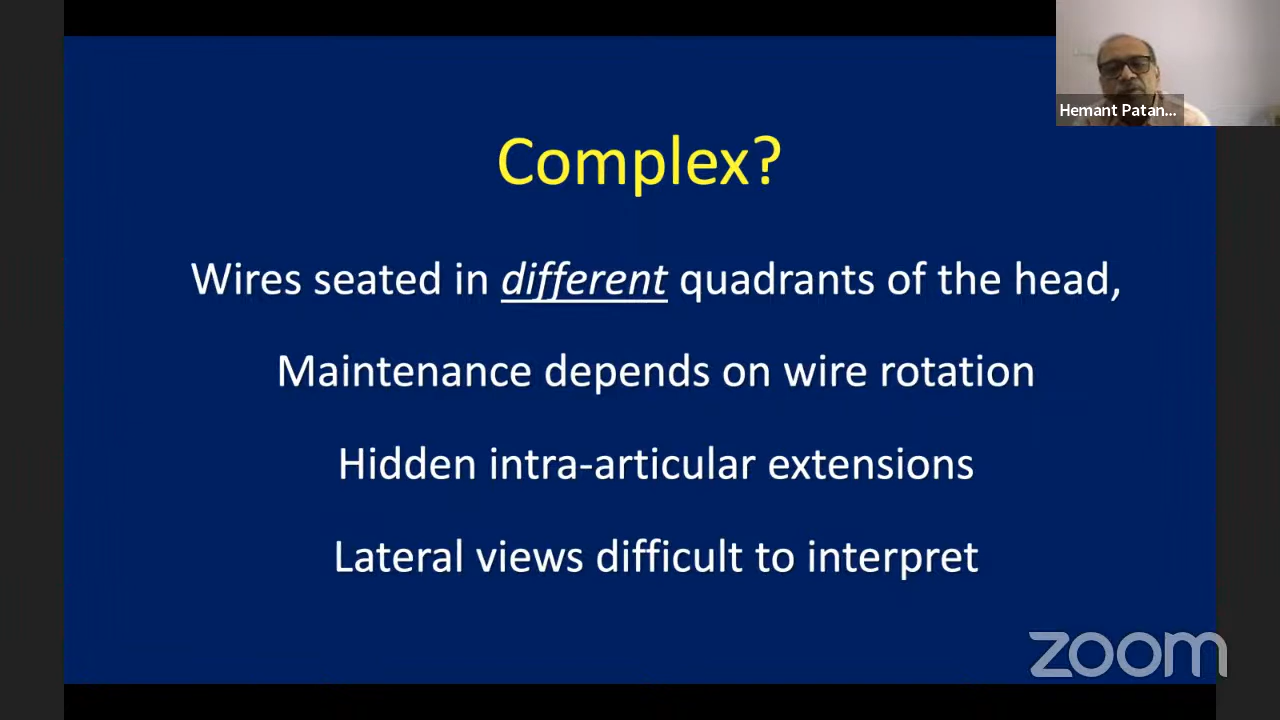 Hemant Patan...
Complex?
Wires seated in different quadrants of the head,
Maintenance depends on wire rotation
Hidden intra-articular extensions
Lateral views difficult to interpret
zoom